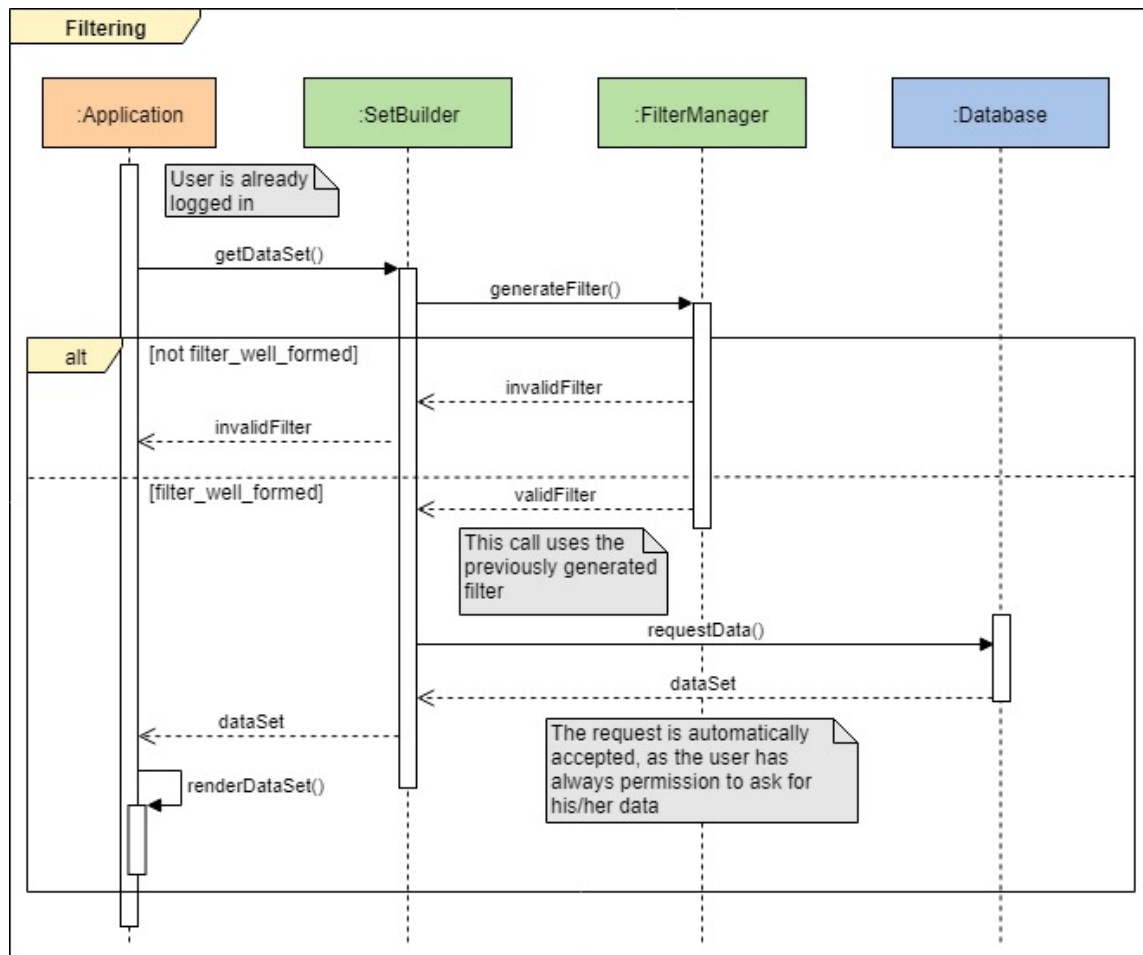 Filtering
:Application
:SetBuilder
:FilterManager
:Database
User is already
logged in
getDataSet()
generateFilter()
alt
[not filter_well_formed]
invalidFilter
invalidFilter
[filter_well_formed]
validFilter
This call uses the
previously generated
filter
requestData()
dataSet
dataSet
The request is automatically
accepted, as the user has
always permission to ask for
his/her data
renderDataSet()